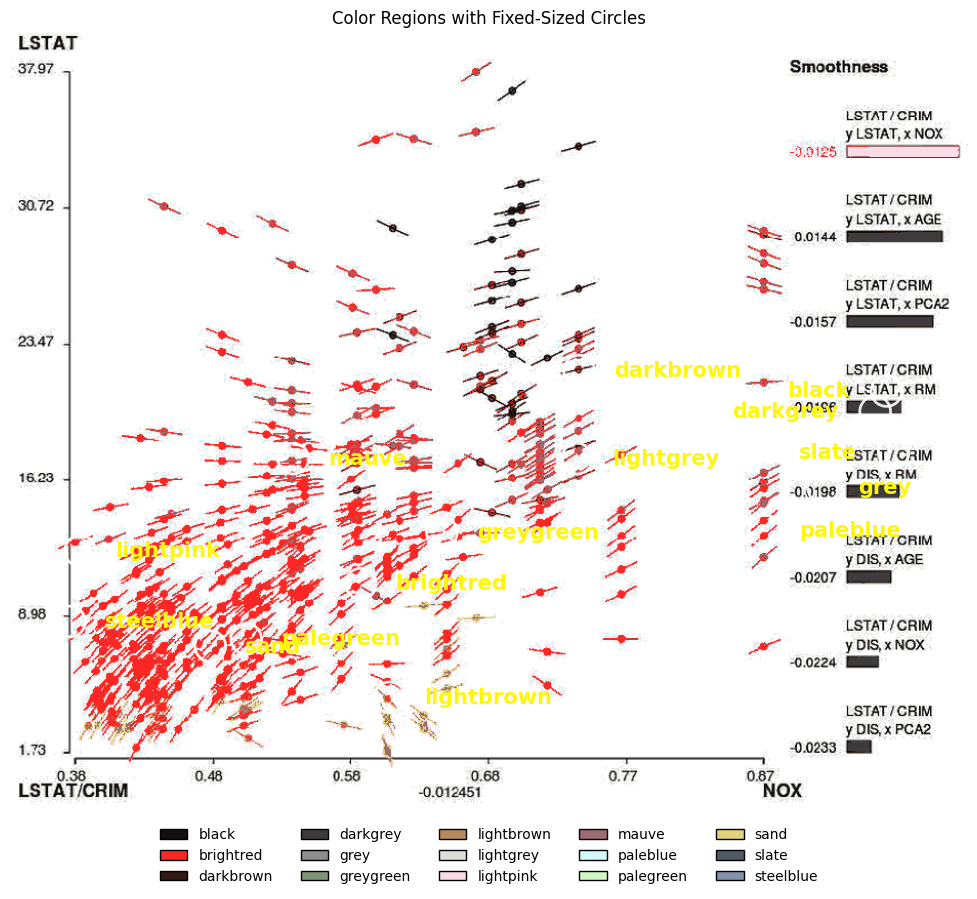 Color Regions with Fixed-Sized Circles
LSTAT
37.97
30.72
23.47
16.23
8.98
1.73
0.38
0.48
0.58
0.68
0.77
0.87
LSTAT/CRIM
-0.012451
NOX
Smoothness
LSTAT / CRIM
y LSTAT, x NOX
-0.0125
LSTAT / CRIM
y LSTAT, x AGE
0.0144
LSTAT / CRIM
y LSTAT, x PCA2
-0.0157
LSTAT / CRIM
y LSTAT, x RM
LSTAT / CRIM
y DIS, x RM
-0.0198
LSTAT / CRIM
y DIS, x AGE
-0.0207
LSTAT / CRIM
y DIS, x NOX
-0.0224
LSTAT / CRIM
y DIS, x PCA2
-0.0233
darkbrown
black
darkgrey
mauve
lightgrey
slate
grey
greygreen
paleblue
lightpink
brightred
steelblue
sand
palegreen
lightbrown
black
darkgrey
lightbrown
mauve
sand
brightred
grey
lightgrey
paleblue
slate
darkbrown
greygreen
lightpink
palegreen
steelblue